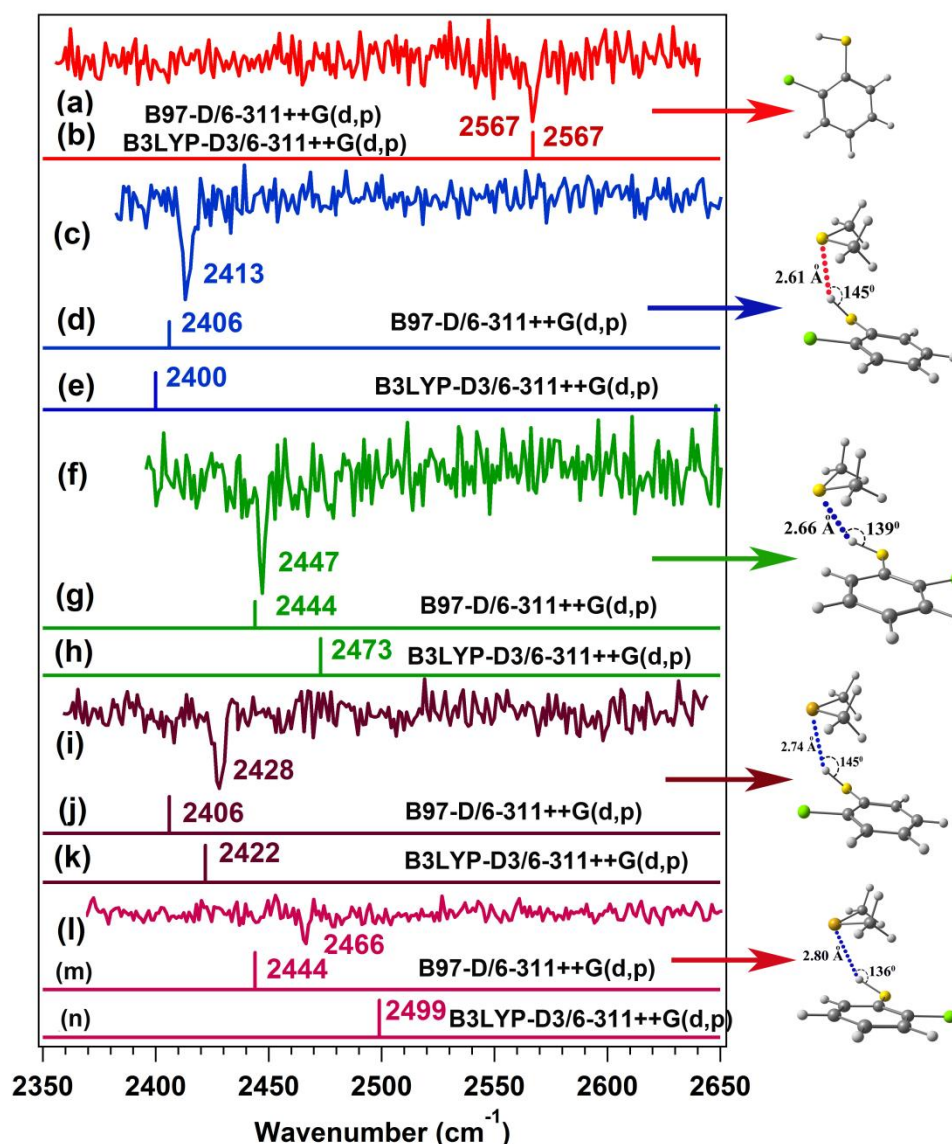 (a)
B97-D/6-311++G(d,p)
(b)
B3LYP-D3/6-311++G(d,p)
2567
2567
(c)
2413
2.61 Å
145⁰
(d)
2406
B97-D/6-311++G(d,p)
(e)
2400
B3LYP-D3/6-311++G(d,p)
(f)
2447
2.66 Å
139⁰
(g)
2444
B97-D/6-311++G(d,p)
(h)
2473
B3LYP-D3/6-311++G(d,p)
(i)
2428
2.74 Å
145⁰
(j)
2406
B97-D/6-311++G(d,p)
(k)
2422
B3LYP-D3/6-311++G(d,p)
(l)
2466
2.80 Å
136⁰
(m)
2444
B97-D/6-311++G(d,p)
(n)
2499
B3LYP-D3/6-311++G(d,p)
2350 2400 2450 2500 2550 2600 2650
Wavenumber (cm⁻¹)